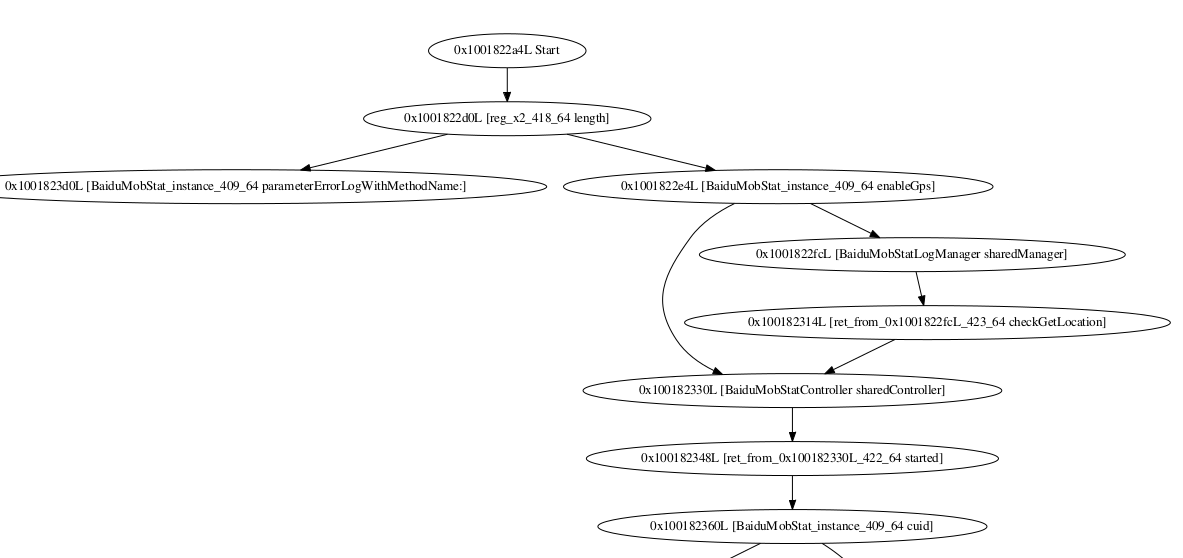 0x1001822a4L Start
0x1001822d0L [reg_x2_418_64 length]
0x1001823d0L [BaiduMobStat_instance_409_64 parameterErrorLogWithMethodName:]
0x1001822e4L [BaiduMobStat_instance_409_64 enableGps]
0x1001822fcL [BaiduMobStatLogManager sharedManager]
0x100182314L [ret_from_0x1001822fcL_423_64 checkGetLocation]
0x100182330L [BaiduMobStatController sharedController]
0x100182348L [ret_from_0x100182330L_422_64 started]
0x100182360L [BaiduMobStat_instance_409_64 cuid]